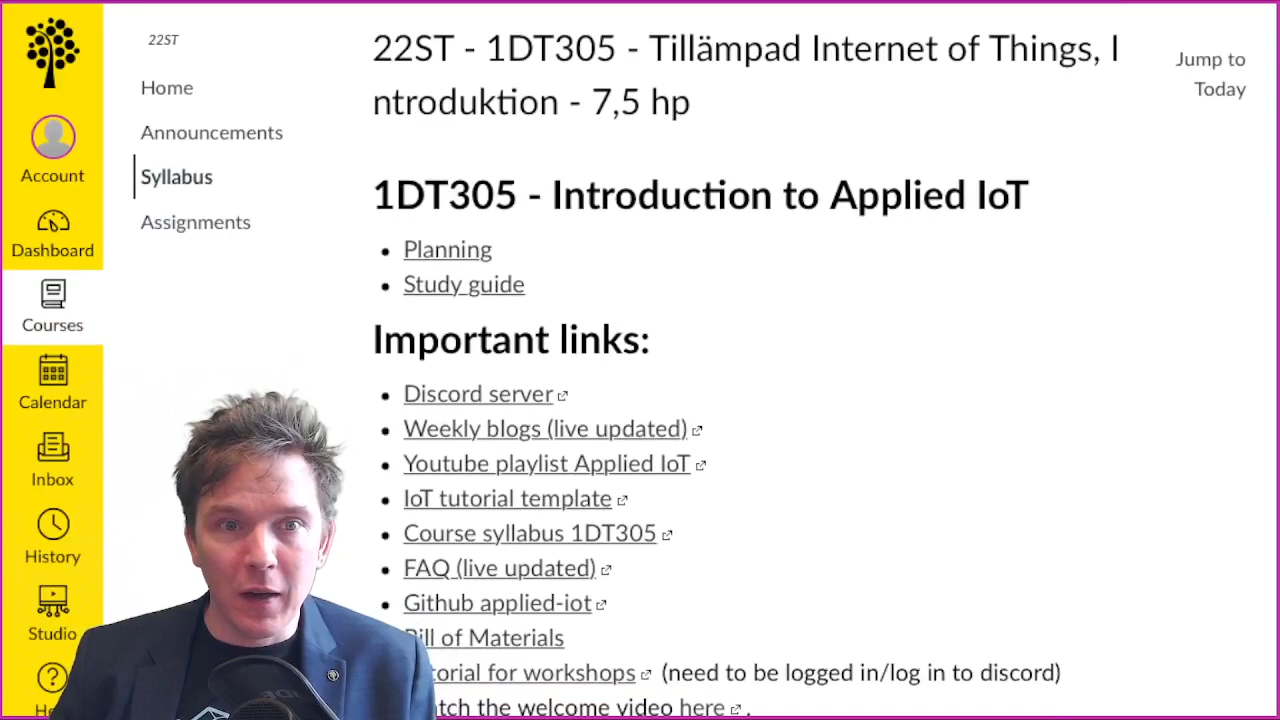 22ST
Home
Announcements
Syllabus
Assignments
Account
Dashboard
Courses
Calendar
Inbox
History
Studio
22ST - 1DT305 - Tillämpad Internet of Things, I
ntroduktion - 7,5 hp
Jump to
Today
1DT305 - Introduction to Applied IoT
Planning
Study guide
Important links:
Discord server
Weekly blogs (live updated)
Youtube playlist Applied IoT
IoT tutorial template
Course syllabus 1DT305
FAQ (live updated)
Github applied-iot
Bill of Materials
torial for workshops (need to be logged in/log in to discord)
tch the welcome video here .